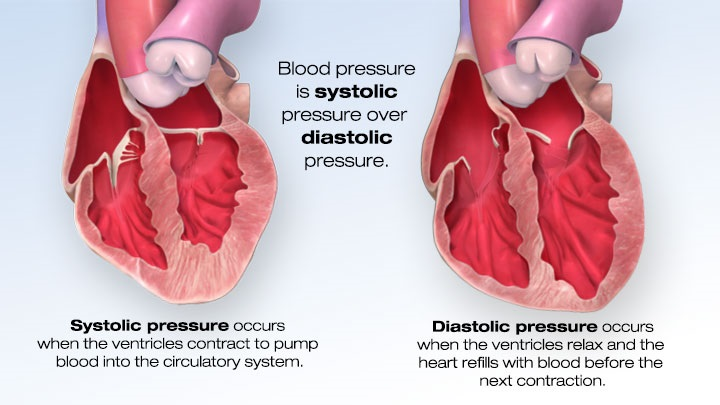 Blood pressure
is systolic
pressure over
diastolic
pressure.
Systolic pressure occurs
when the ventricles contract to pump
blood into the circulatory system.
Diastolic pressure occurs
when the ventricles relax and the
heart refills with blood before the
next contraction.